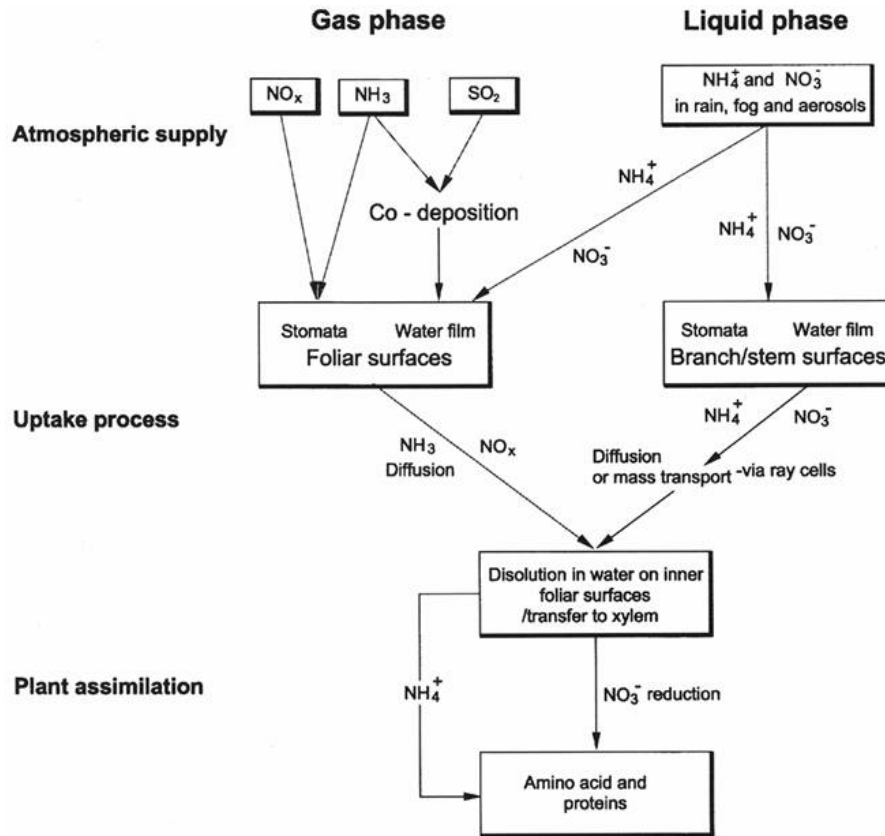 Gas phase
Liquid phase
NOx
NH3
SO2
NH4+ and NO3-
in rain, fog and aerosols
Atmospheric supply
NH4+
Co - deposition
NH4+
NO3-
NO3-
Stomata Water film
Foliar surfaces
Stomata Water film
Branch/stem surfaces
Uptake process
NH3 NOx
Diffusion
NH4+ NO3-
Diffusion
or mass transport -via ray cells
Disolution in water on inner
foliar surfaces
/transfer to xylem
Plant assimilation
NH4+
NO3- reduction
Amino acid and
proteins